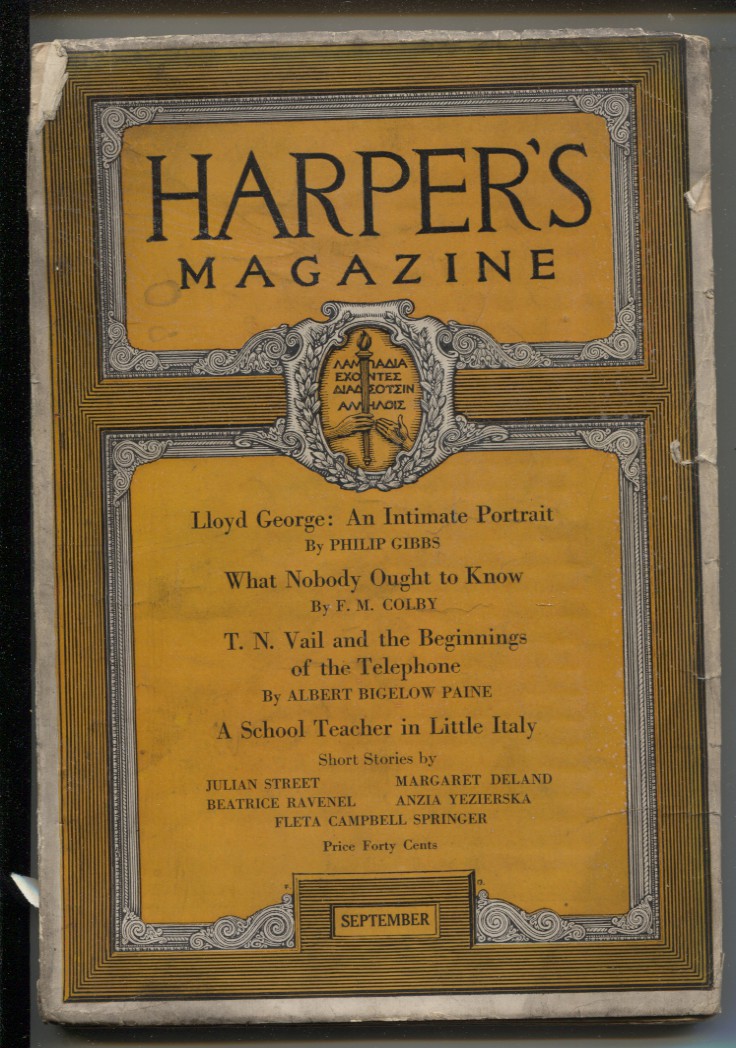 HARPER'S
MAGAZINE
ΛΑΜΠΑΔΙΑ
ΕΧΟΝΤΕΣ
ΔΙΑΔΩΣΟΥΣΙΝ
ΑΛΛΗΛΟΙΣ
Lloyd George: An Intimate Portrait
By PHILIP GIBBS
What Nobody Ought to Know
By F. M. COLBY
T. N. Vail and the Beginnings
of the Telephone
By ALBERT BIGELOW PAINE
A School Teacher in Little Italy
Short Stories by
JULIAN STREET MARGARET DELAND
BEATRICE RAVENEL ANZIA YEZIERSKA
FLETA CAMPBELL SPRINGER
Price Forty Cents
F. G.
SEPTEMBER